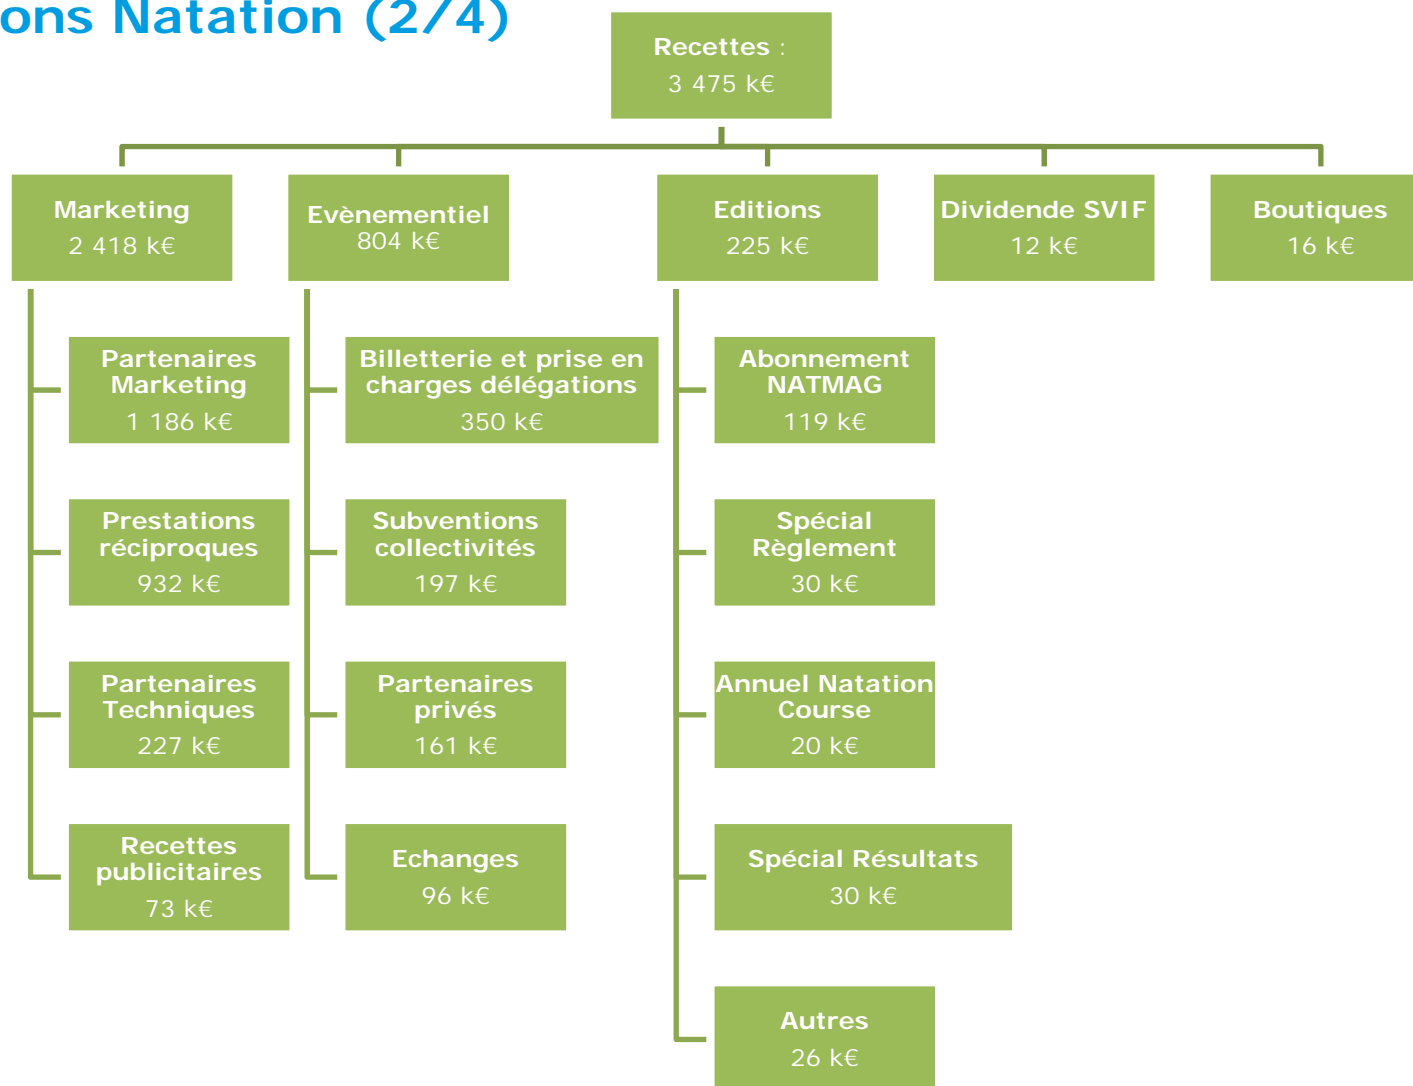 ons Natation (2/4)
Recettes :
3 475 k€
Marketing
2 418 k€
Evènementiel
804 k€
Editions
225 k€
Dividende SVIF
12 k€
Boutiques
16 k€
Partenaires
Marketing
1 186 k€
Billetterie et prise en
charges délégations
350 k€
Abonnement
NATMAG
119 k€
Prestations
réciproques
932 k€
Subventions
collectivités
197 k€
Spécial
Règlement
30 k€
Partenaires
Techniques
227 k€
Partenaires
privés
161 k€
Annuel Natation
Course
20 k€
Recettes
publicitaires
73 k€
Echanges
96 k€
Spécial Résultats
30 k€
Autres
26 k€